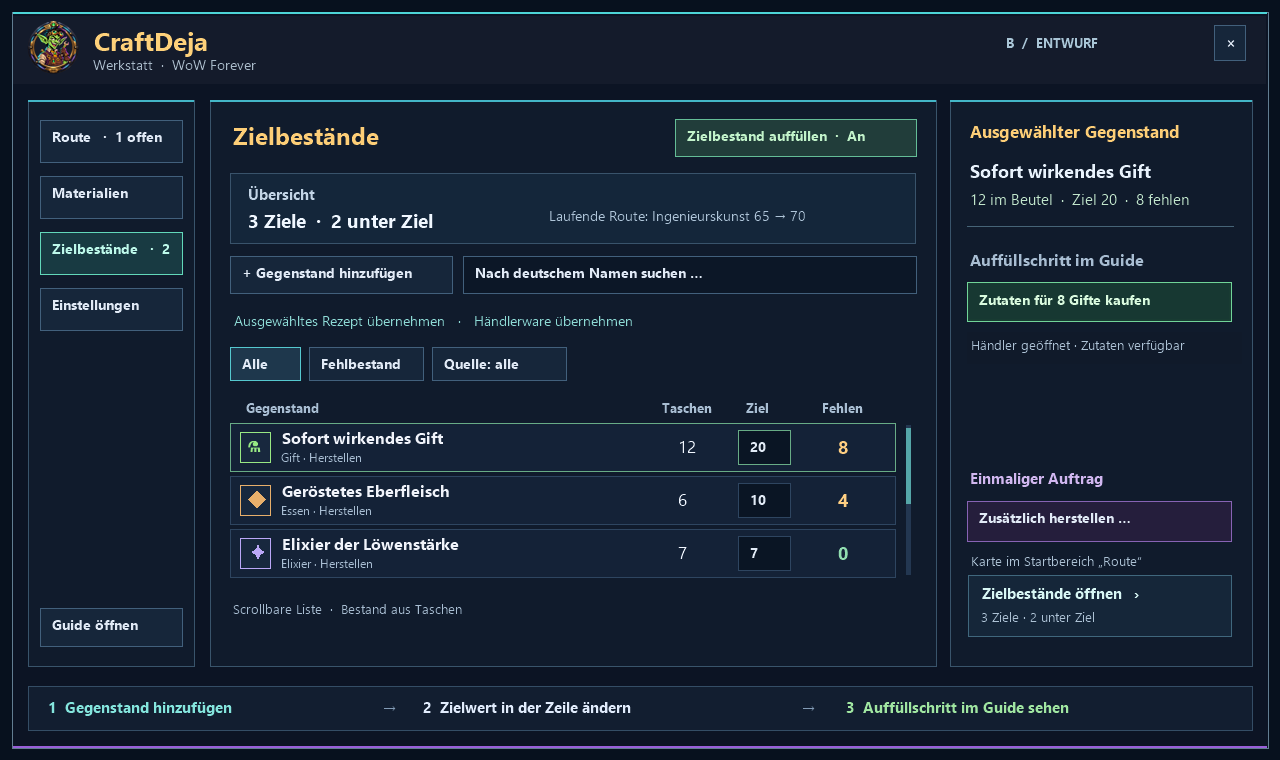 CraftDeja
Werkstatt · WoW Forever
B / ENTWURF
×
Route · 1 offen
Materialien
Zielbestände · 2
Einstellungen
Guide öffnen
Zielbestände
Zielbestand auffüllen · An
Übersicht
3 Ziele · 2 unter Ziel
Laufende Route: Ingenieurskunst 65 → 70
+ Gegenstand hinzufügen
Nach deutschem Namen suchen ...
Ausgewähltes Rezept übernehmen · Händlerware übernehmen
Alle
Fehlbestand
Quelle: alle
Gegenstand Taschen Ziel Fehlen
Sofort wirkendes Gift
Gift · Herstellen
12 20 8
Geröstetes Eberfleisch
Essen · Herstellen
6 10 4
Elixier der Löwenstärke
Elixier · Herstellen
7 7 0
Scrollbare Liste · Bestand aus Taschen
Ausgewählter Gegenstand
Sofort wirkendes Gift
12 im Beutel · Ziel 20 · 8 fehlen
Auffüllschritt im Guide
Zutaten für 8 Gifte kaufen
Händler geöffnet · Zutaten verfügbar
Einmaliger Auftrag
Zusätzlich herstellen ...
Karte im Startbereich „Route“
Zielbestände öffnen ›
3 Ziele · 2 unter Ziel
1 Gegenstand hinzufügen → 2 Zielwert in der Zeile ändern → 3 Auffüllschritt im Guide sehen